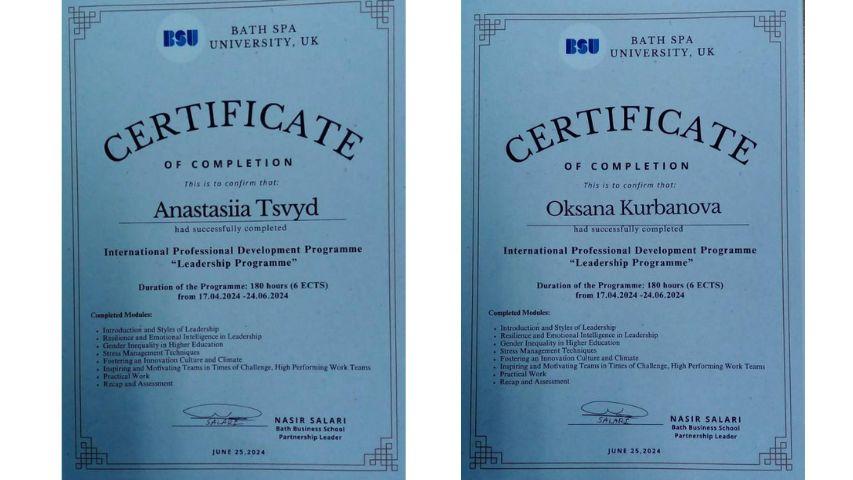 BSU
BATH SPA
UNIVERSITY, UK
CERTIFICATE
OF COMPLETION
This is to confirm that:
Anastasiia Tsvyd
had successfully completed
International Professional Development Programme
“Leadership Programme”
Duration of the Programme: 180 hours (6 ECTS)
from 17.04.2024 -24.06.2024
Completed Modules:
• Introduction and Styles of Leadership
• Resilience and Emotional Intelligence in Leadership
• Gender Inequality in Higher Education
• Stress Management Techniques
• Fostering an Innovation Culture and Climate
• Inspiring and Motivating Teams in Times of Challenge, High Performing Work Teams
• Practical Work
• Recap and Assessment
SALARI
NASIR SALARI
Bath Business School
Partnership Leader
JUNE 25,2024
BSU
BATH SPA
UNIVERSITY, UK
CERTIFICATE
OF COMPLETION
This is to confirm that:
Oksana Kurbanova
had successfully completed
International Professional Development Programme
“Leadership Programme”
Duration of the Programme: 180 hours (6 ECTS)
from 17.04.2024 -24.06.2024
Completed Modules:
• Introduction and Styles of Leadership
• Resilience and Emotional Intelligence in Leadership
• Gender Inequality in Higher Education
• Stress Management Techniques
• Fostering an Innovation Culture and Climate
• Inspiring and Motivating Teams in Times of Challenge, High Performing Work Teams
• Practical Work
• Recap and Assessment
SALARI
NASIR SALARI
Bath Business School
Partnership Leader
JUNE 25,2024